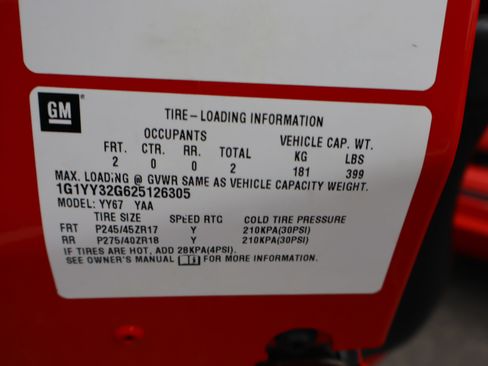 GM
TIRE-LOADING INFORMATION
OCCUPANTS VEHICLE CAP. WT.
FRT. CTR. RR. TOTAL KG LBS
2 0 0 2 181 399
MAX. LOADING @ GVWR SAME AS VEHICLE CAPACITY WEIGHT.
1G1YY32G625126305
MODEL: YY67 YAA
TIRE SIZE SPEED RTG COLD TIRE PRESSURE
FRT P245/45ZR17 Y 210KPA(30PSI)
RR P275/40ZR18 Y 210KPA(30PSI)
IF TIRES ARE HOT, ADD 28KPA(4PSI).
SEE OWNER'S MANUAL FOR MORE INFORMATION.